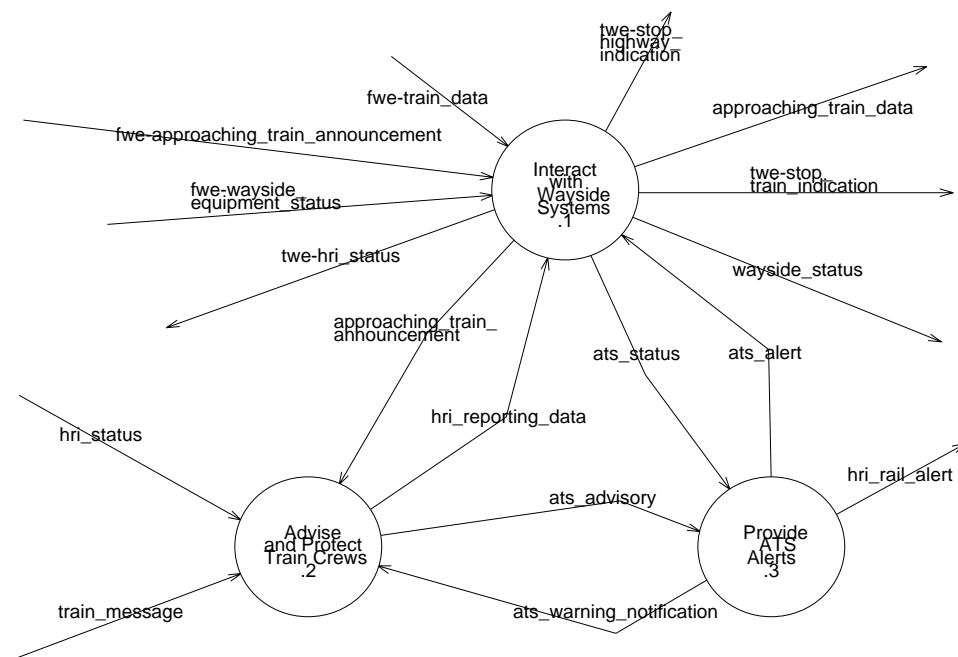 twe-stop_
highway_
indication
fwe-train_data
approaching_train_data
fwe-approaching_train_announcement
Interact
with
Wayside
Systems
.1
twe-stop_
train_indication
fwe-wayside_
equipment_status
twe-hri_status
wayside_status
approaching_train_
announcement
ats_status
ats_alert
hri_reporting_data
hri_status
hri_rail_alert
ats_advisory
Advise
and Protect
Train Crews
.2
Provide
ATS
Alerts
.3
train_message
ats_warning_notification